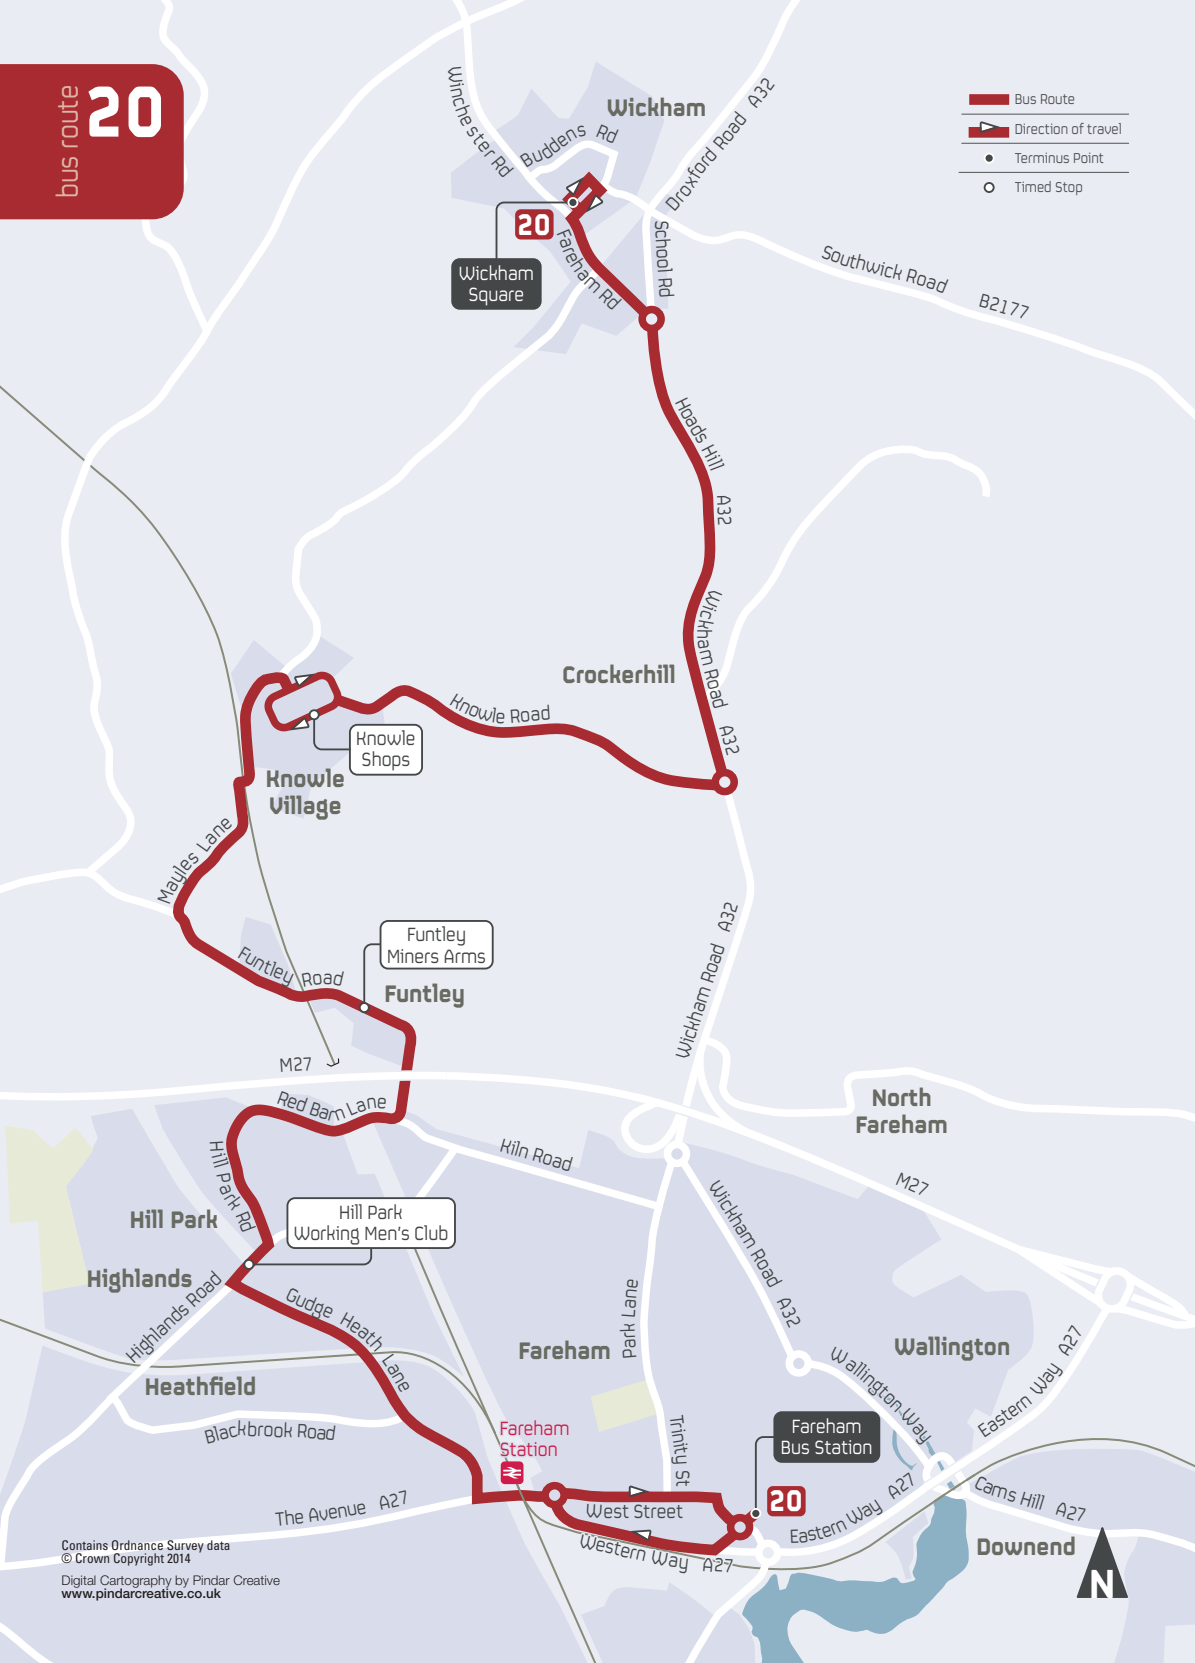 bus route
20
Bus Route
Direction of travel
Terminus Point
Timed Stop
Wickham
Winchester Rd
Buddens Rd
Droxford Road A32
20
Fareham Rd
School Rd
Wickham
Square
Southwick Road
B2177
Hoads Hill
A32
Wickham Road A32
Crockerhill
Knowle Road
Knowle
Shops
Knowle
Village
Mayles Lane
Funtley
Miners Arms
Funtley Road
Funtley
Wickham Road A32
M27
Red Barn Lane
North
Fareham
Kiln Road
M27
Hill Park Rd
Hill Park
Hill Park
Working Men's Club
Wickham Road A32
Highlands
Highlands Road
Gudge Heath Lane
Park Lane
Fareham
Wallington
Wallington Way
Eastern Way A27
Heathfield
Blackbrook Road
Fareham
Station
Trinity St
Fareham
Bus Station
20
West Street
The Avenue A27
Western Way A27
Eastern Way A27
Cams Hill A27
Downend
N
Contains Ordnance Survey data
© Crown Copyright 2014
Digital Cartography by Pindar Creative
www.pindarcreative.co.uk